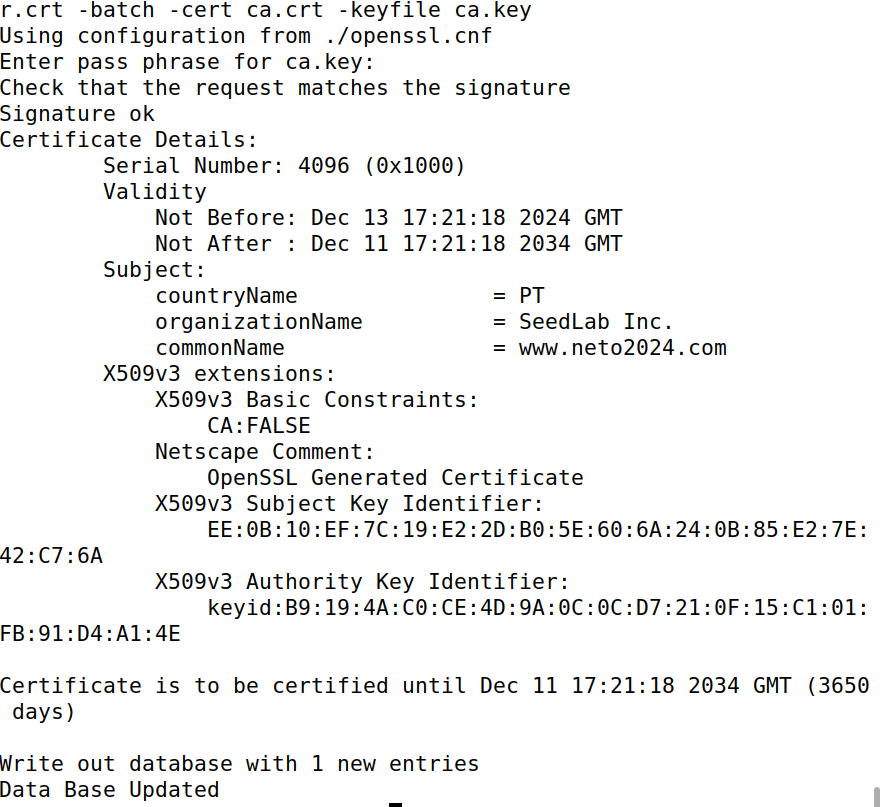 r.crt -batch -cert ca.crt -keyfile ca.key
Using configuration from ./openssl.cnf
Enter pass phrase for ca.key:
Check that the request matches the signature
Signature ok
Certificate Details:
        Serial Number: 4096 (0x1000)
        Validity
            Not Before: Dec 13 17:21:18 2024 GMT
            Not After : Dec 11 17:21:18 2034 GMT
        Subject:
            countryName               = PT
            organizationName          = SeedLab Inc.
            commonName                = www.neto2024.com
        X509v3 extensions:
            X509v3 Basic Constraints:
                CA:FALSE
            Netscape Comment:
                OpenSSL Generated Certificate
            X509v3 Subject Key Identifier:
                EE:0B:10:EF:7C:19:E2:2D:B0:5E:60:6A:24:0B:85:E2:7E:
42:C7:6A
            X509v3 Authority Key Identifier:
                keyid:B9:19:4A:C0:CE:4D:9A:0C:0C:D7:21:0F:15:C1:01:
FB:91:D4:A1:4E

Certificate is to be certified until Dec 11 17:21:18 2034 GMT (3650
 days)

Write out database with 1 new entries
Data Base Updated